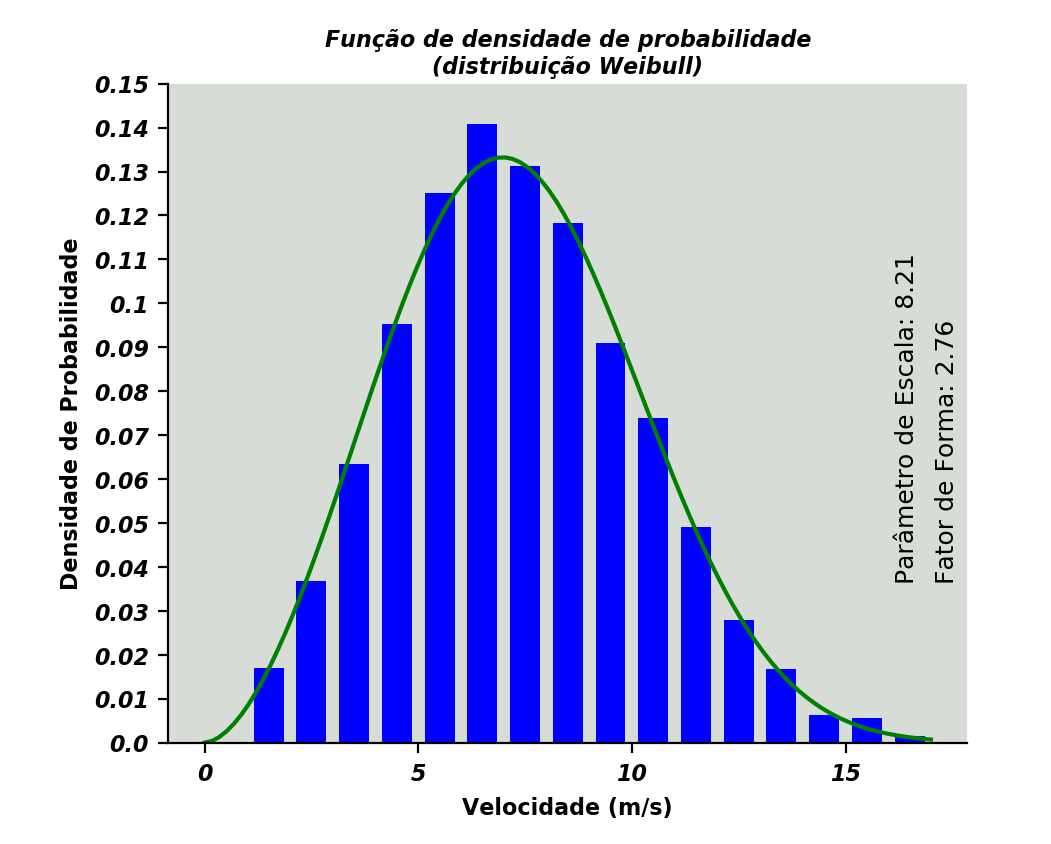 Função de densidade de probabilidade
(distribuição Weibull)
Densidade de Probabilidade
0.15
0.14
0.13
0.12
0.11
0.1
0.09
0.08
0.07
0.06
0.05
0.04
0.03
0.02
0.01
0.0
Parâmetro de Escala: 8.21
Fator de Forma: 2.76
0 5 10 15
Velocidade (m/s)